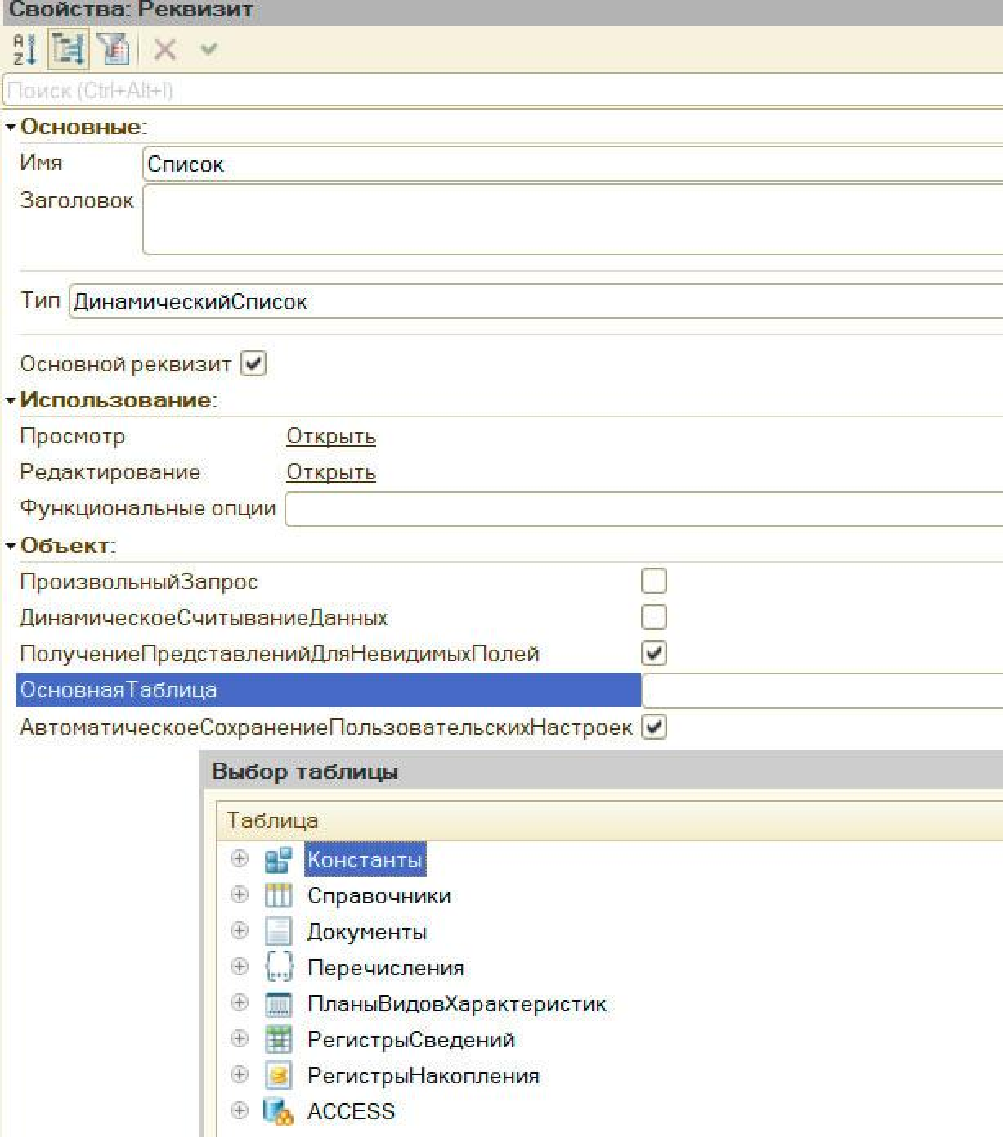 Свойства: Реквизит
Поиск (Ctrl+Alt+I)
Основные:
Имя Список
Заголовок
Тип ДинамическийСписок
Основной реквизит
Использование:
Просмотр Открыть
Редактирование Открыть
Функциональные опции
Объект:
ПроизвольныйЗапрос
ДинамическоеСчитываниеДанных
ПолучениеПредставленийДляНевидимыхПолей
ОсновнаяТаблица
АвтоматическоеСохранениеПользовательскихНастроек
Выбор таблицы
Таблица
Константы
Справочники
Документы
Перечисления
ПланыВидовХарактеристик
РегистрыСведений
РегистрыНакопления
ACCESS